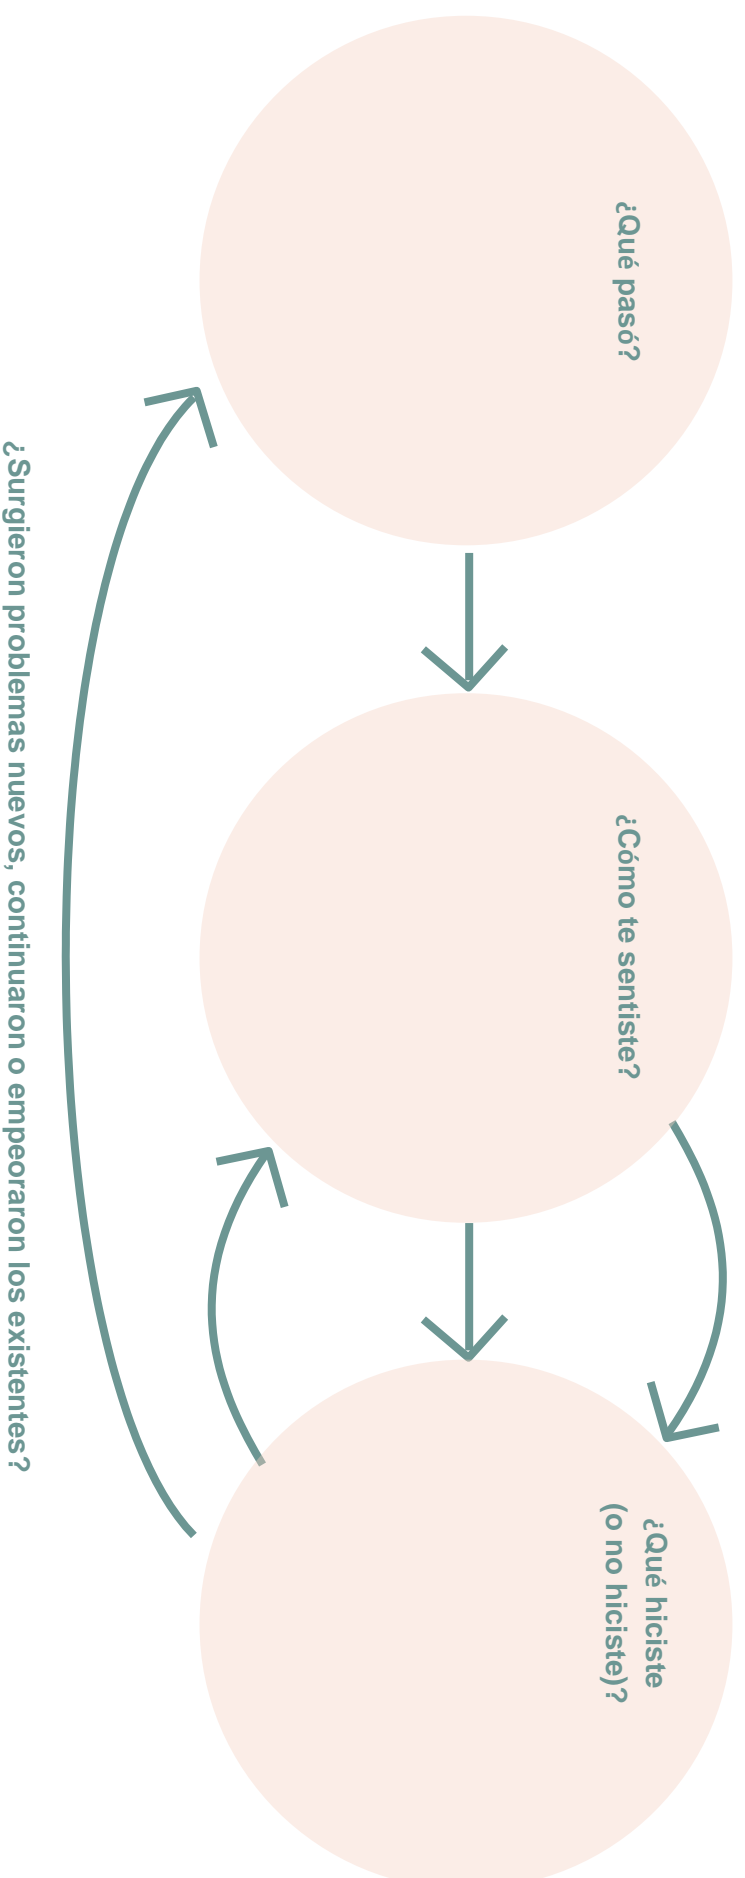 ¿Qué pasó?
¿Cómo te sentiste?
¿Qué hiciste
(o no hiciste)?
¿Surgieron problemas nuevos, continuaron o empeoraron los existentes?